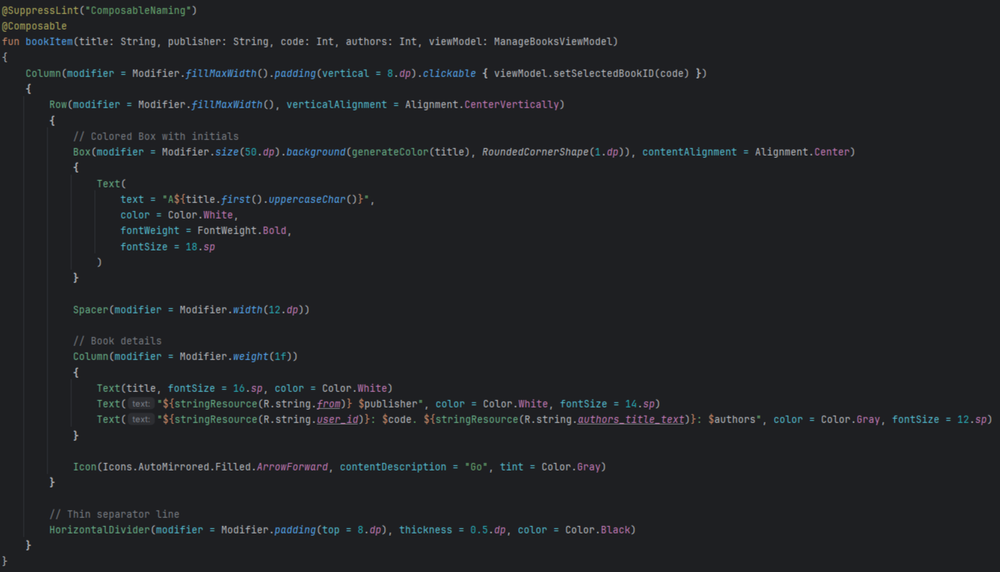 @SuppressLint("ComposableNaming")
@Composable
fun bookItem(title: String, publisher: String, code: Int, authors: Int, viewModel: ManageBooksViewModel)
{
    Column(modifier = Modifier.fillMaxWidth().padding(vertical = 8.dp).clickable { viewModel.setSelectedBookID(code) })
    {
        Row(modifier = Modifier.fillMaxWidth(), verticalAlignment = Alignment.CenterVertically)
        {
            // Colored Box with initials
            Box(modifier = Modifier.size(50.dp).background(generateColor(title), RoundedCornerShape(1.dp)), contentAlignment = Alignment.Center)
            {
                Text(
                    text = "A${title.first().uppercaseChar()}",
                    color = Color.White,
                    fontWeight = FontWeight.Bold,
                    fontSize = 18.sp
                )
            }

            Spacer(modifier = Modifier.width(12.dp))

            // Book details
            Column(modifier = Modifier.weight(1f))
            {
                Text(title, fontSize = 16.sp, color = Color.White)
                Text( text: "${stringResource(R.string.from)} $publisher", color = Color.White, fontSize = 14.sp)
                Text( text: "${stringResource(R.string.user_id)}: $code. ${stringResource(R.string.authors_title_text)}: $authors", color = Color.Gray, fontSize = 12.sp)
            }

            Icon(Icons.AutoMirrored.Filled.ArrowForward, contentDescription = "Go", tint = Color.Gray)
        }

        // Thin separator line
        HorizontalDivider(modifier = Modifier.padding(top = 8.dp), thickness = 0.5.dp, color = Color.Black)
    }
}